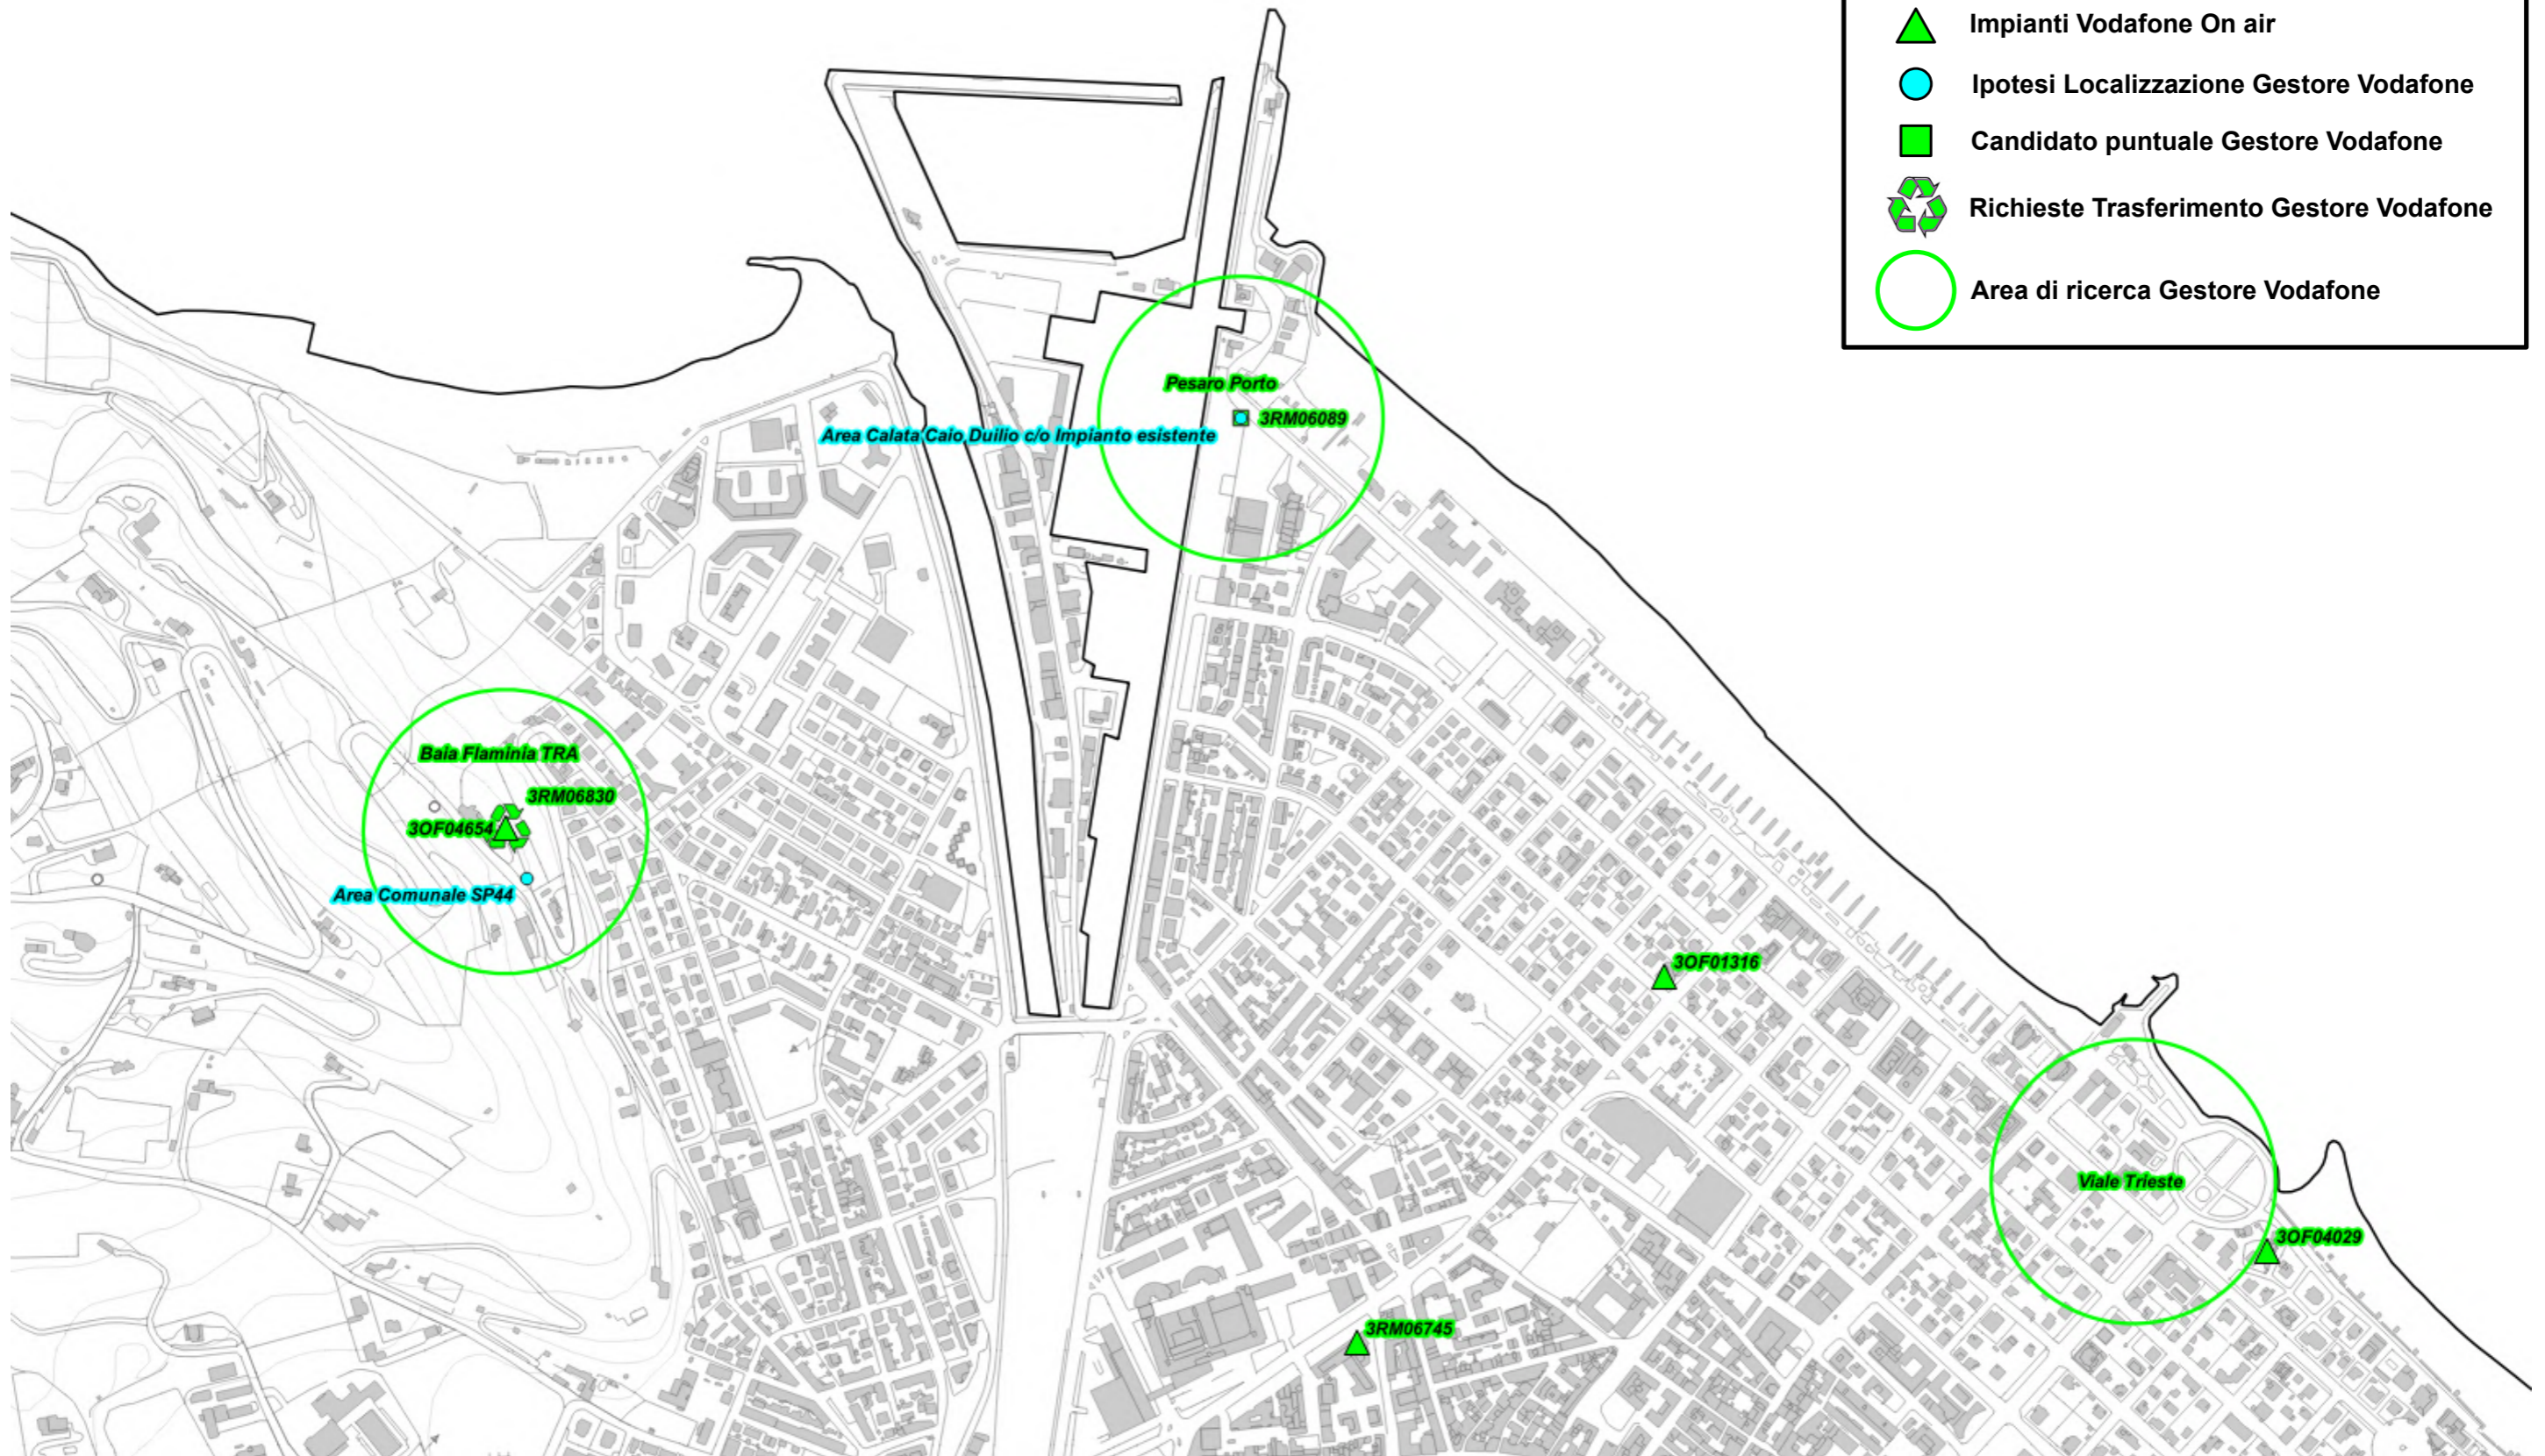 Impianti Vodafone On air
Ipotesi Localizzazione Gestore Vodafone
Candidato puntuale Gestore Vodafone
Richieste Trasferimento Gestore Vodafone
Area di ricerca Gestore Vodafone
Pesaro Porto
3RM06089
Area Calata Caio Duilio c/o Impianto esistente
Baia Flaminia TRA
3RM06830
3OF04654
Area Comunale SP44
3OF01316
Viale Trieste
3OF04029
3RM06745